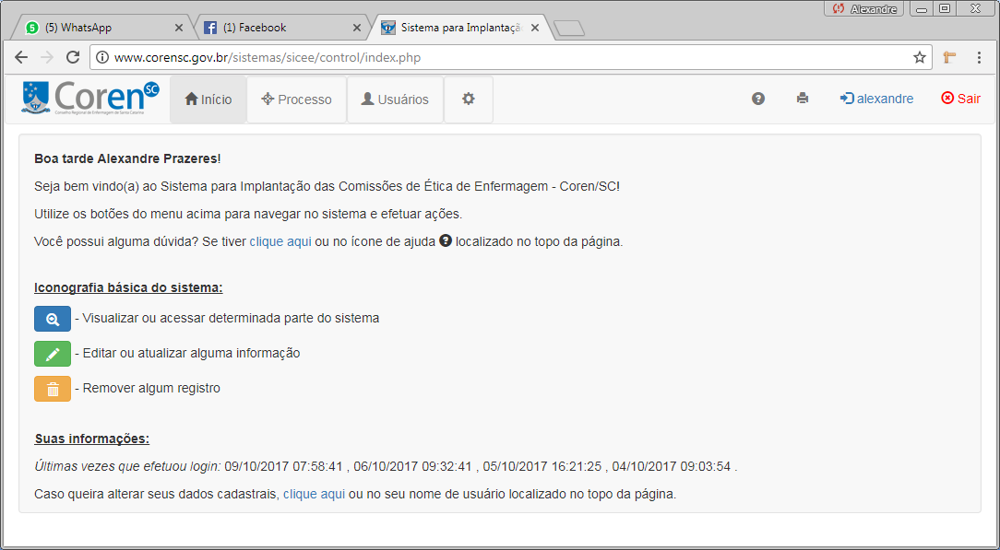 Alexandre
(5) WhatsApp
(1) Facebook
Sistema para Implantaçã
www.corensc.gov.br/sistemas/sicee/control/index.php
Coren SC
Conselho Regional de Enfermagem de Santa Catarina
Início
Processo
Usuários
alexandre
Sair
Boa tarde Alexandre Prazeres!
Seja bem vindo(a) ao Sistema para Implantação das Comissões de Ética de Enfermagem - Coren/SC!
Utilize os botões do menu acima para navegar no sistema e efetuar ações.
Você possui alguma dúvida? Se tiver clique aqui ou no ícone de ajuda ? localizado no topo da página.
Iconografia básica do sistema:
- Visualizar ou acessar determinada parte do sistema
- Editar ou atualizar alguma informação
- Remover algum registro
Suas informações:
Últimas vezes que efetuou login: 09/10/2017 07:58:41 , 06/10/2017 09:32:41 , 05/10/2017 16:21:25 , 04/10/2017 09:03:54 .
Caso queira alterar seus dados cadastrais, clique aqui ou no seu nome de usuário localizado no topo da página.